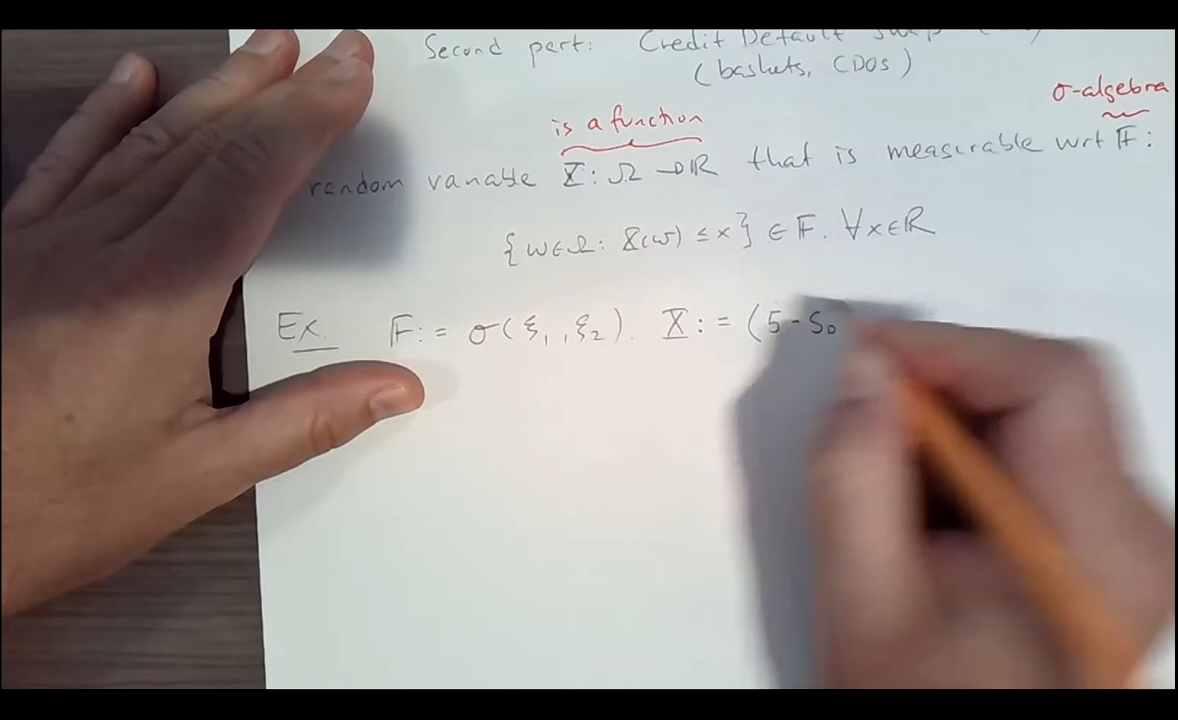 Second part: Credit Default Swap
(baskets, CDOs)
σ-algebra
is a function
random variable X: Ω → ℝ that is measurable wrt F:
{ω∈Ω: X(ω) ≤ x} ∈ F. ∀x∈ℝ
Ex. F := σ(ξ₁, ξ₂). X := (5 - S₀